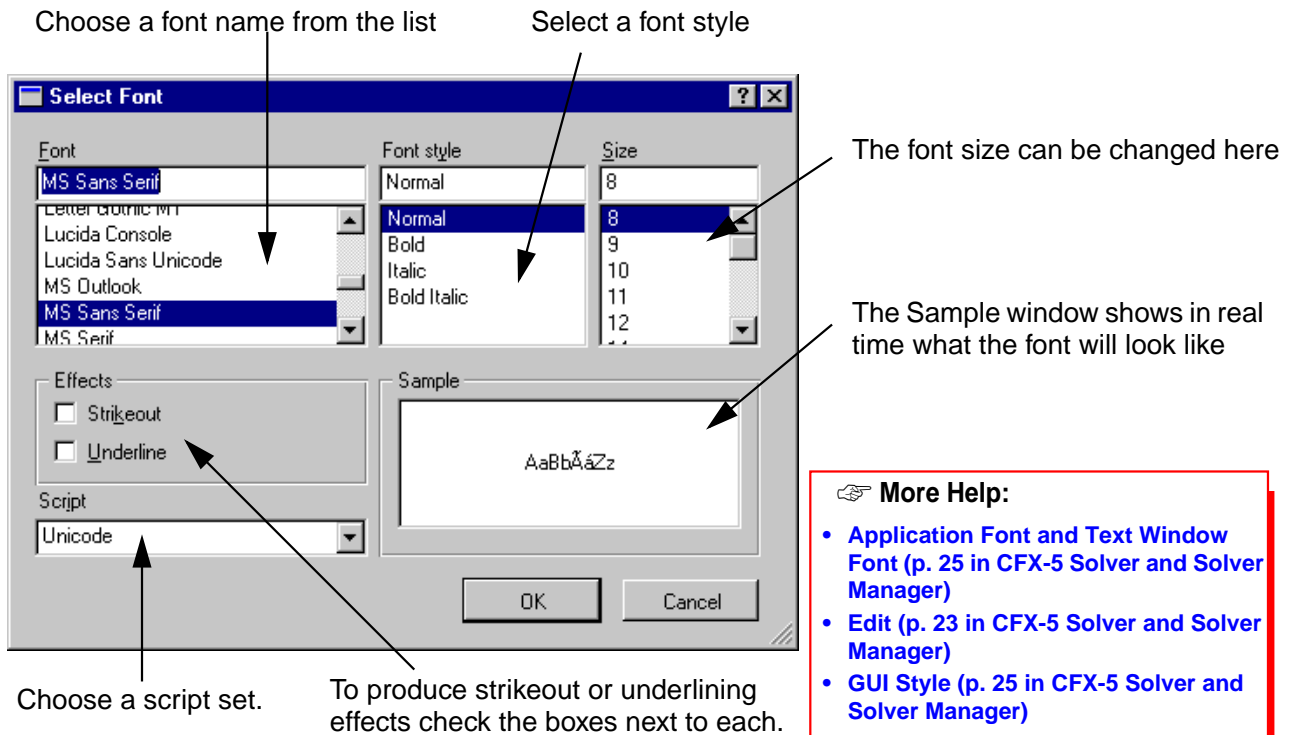 Choose a font name from the list
Select a font style
Select Font
Font
Font style
Size
MS Sans Serif
Normal
8
Letter Gothic MT
Lucida Console
Lucida Sans Unicode
MS Outlook
MS Sans Serif
MS Serif
Normal
Bold
Italic
Bold Italic
8
9
10
11
12
The font size can be changed here
The Sample window shows in real
time what the font will look like
Effects
Strikeout
Underline
Sample
AaBbÃáZz
Script
Unicode
OK
Cancel
☞ More Help:
• Application Font and Text Window
Font (p. 25 in CFX-5 Solver and Solver
Manager)
• Edit (p. 23 in CFX-5 Solver and Solver
Manager)
• GUI Style (p. 25 in CFX-5 Solver and
Solver Manager)
Choose a script set.
To produce strikeout or underlining
effects check the boxes next to each.